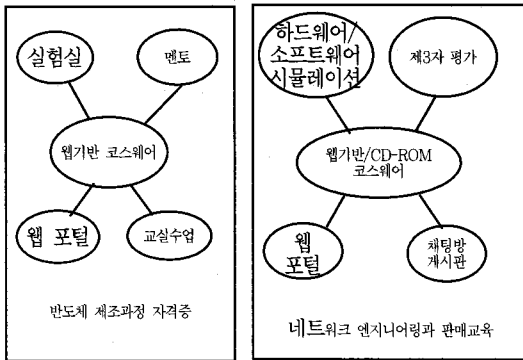 실험실
멘토
웹기반 코스웨어
웹 포털
교실수업
반도체 제조과정 자격증
하드웨어/
소프트웨어
시뮬레이션
제3자 평가
웹기반/CD-ROM
코스웨어
웹
포털
채팅방
게시판
네트워크 엔지니어링과 판매교육